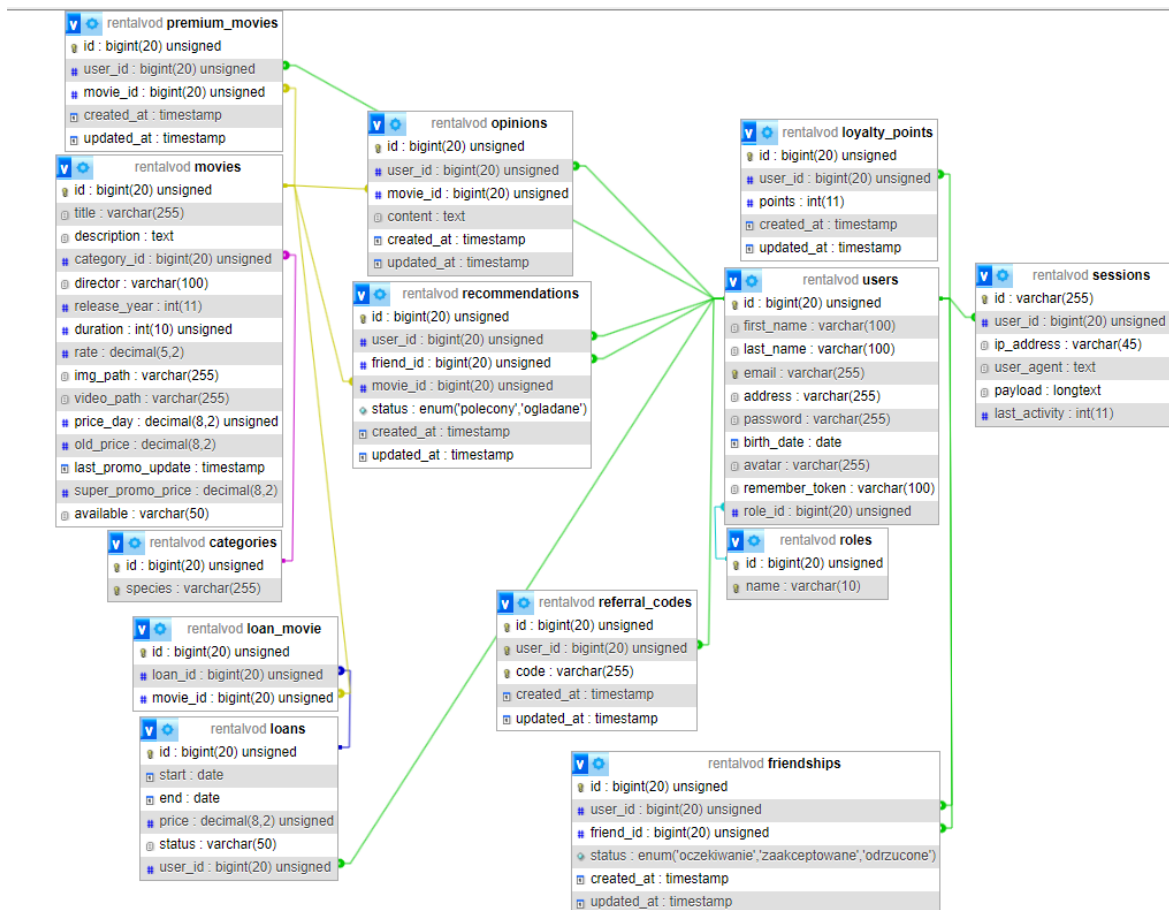 rentalvod premium_movies
id : bigint(20) unsigned
user_id : bigint(20) unsigned
movie_id : bigint(20) unsigned
created_at : timestamp
updated_at : timestamp
rentalvod movies
id : bigint(20) unsigned
title : varchar(255)
description : text
category_id : bigint(20) unsigned
director : varchar(100)
release_year : int(11)
duration : int(10) unsigned
rate : decimal(5,2)
img_path : varchar(255)
video_path : varchar(255)
price_day : decimal(8,2) unsigned
old_price : decimal(8,2)
last_promo_update : timestamp
super_promo_price : decimal(8,2)
available : varchar(50)
rentalvod categories
id : bigint(20) unsigned
species : varchar(255)
rentalvod loan_movie
id : bigint(20) unsigned
loan_id : bigint(20) unsigned
movie_id : bigint(20) unsigned
rentalvod loans
id : bigint(20) unsigned
start : date
end : date
price : decimal(8,2) unsigned
status : varchar(50)
user_id : bigint(20) unsigned
rentalvod opinions
id : bigint(20) unsigned
user_id : bigint(20) unsigned
movie_id : bigint(20) unsigned
content : text
created_at : timestamp
updated_at : timestamp
rentalvod recommendations
id : bigint(20) unsigned
user_id : bigint(20) unsigned
friend_id : bigint(20) unsigned
movie_id : bigint(20) unsigned
status : enum('polecony','ogladane')
created_at : timestamp
updated_at : timestamp
rentalvod referral_codes
id : bigint(20) unsigned
user_id : bigint(20) unsigned
code : varchar(255)
created_at : timestamp
updated_at : timestamp
rentalvod loyalty_points
id : bigint(20) unsigned
user_id : bigint(20) unsigned
points : int(11)
created_at : timestamp
updated_at : timestamp
rentalvod users
id : bigint(20) unsigned
first_name : varchar(100)
last_name : varchar(100)
email : varchar(255)
address : varchar(255)
password : varchar(255)
birth_date : date
avatar : varchar(255)
remember_token : varchar(100)
role_id : bigint(20) unsigned
rentalvod roles
id : bigint(20) unsigned
name : varchar(10)
rentalvod sessions
id : varchar(255)
user_id : bigint(20) unsigned
ip_address : varchar(45)
user_agent : text
payload : longtext
last_activity : int(11)
rentalvod friendships
id : bigint(20) unsigned
user_id : bigint(20) unsigned
friend_id : bigint(20) unsigned
status : enum('oczekiwanie','zaakceptowane','odrzucone')
created_at : timestamp
updated_at : timestamp